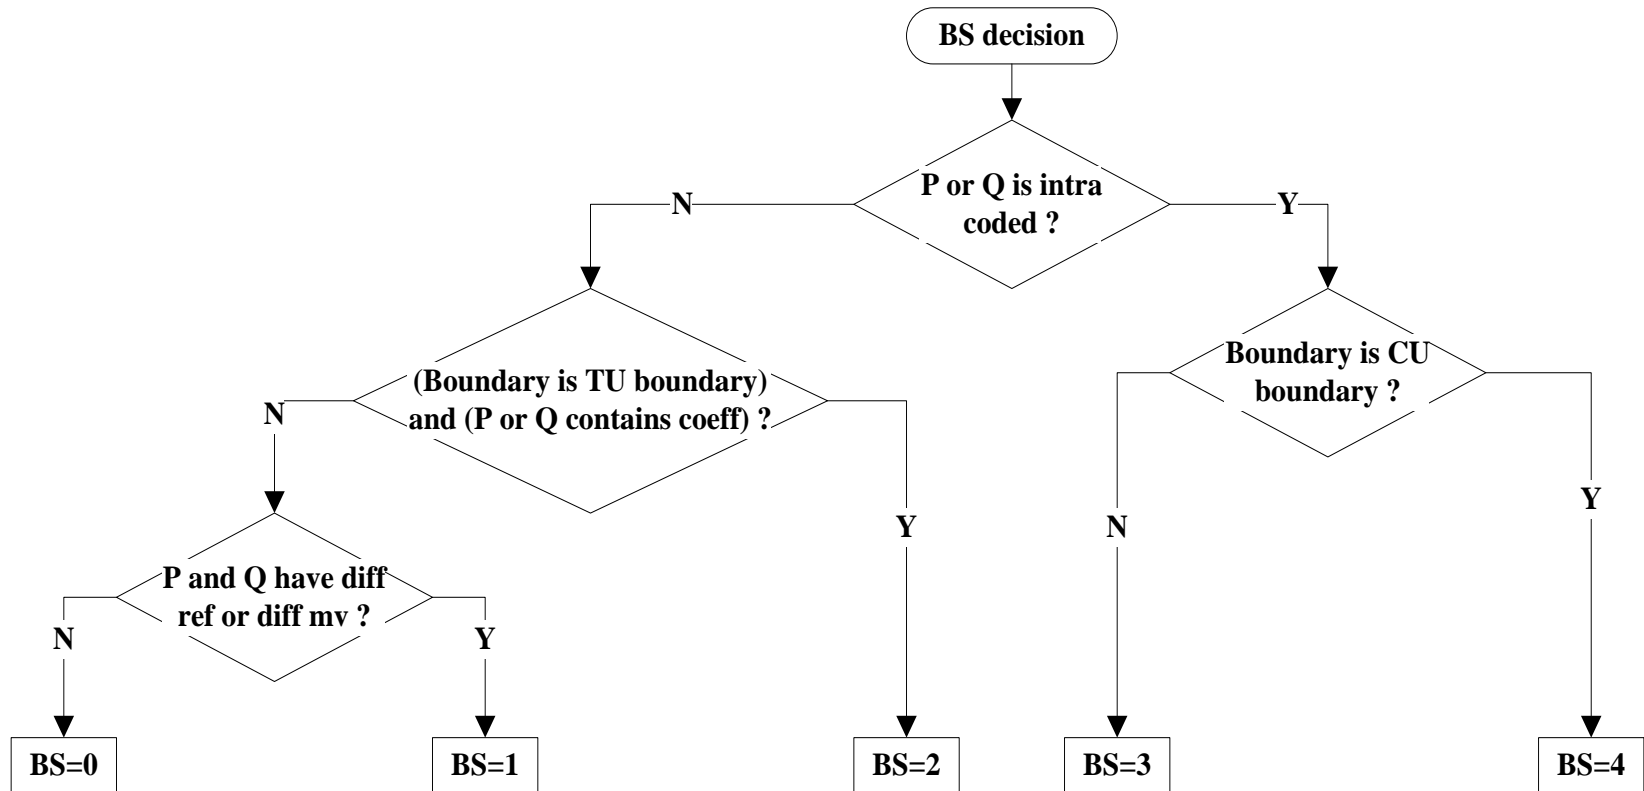 BS decision
P or Q is intra
coded ?
N
Y
(Boundary is TU boundary)
and (P or Q contains coeff) ?
Boundary is CU
boundary ?
N
Y
N
Y
P and Q have diff
ref or diff mv ?
N
Y
BS=0
BS=1
BS=2
BS=3
BS=4